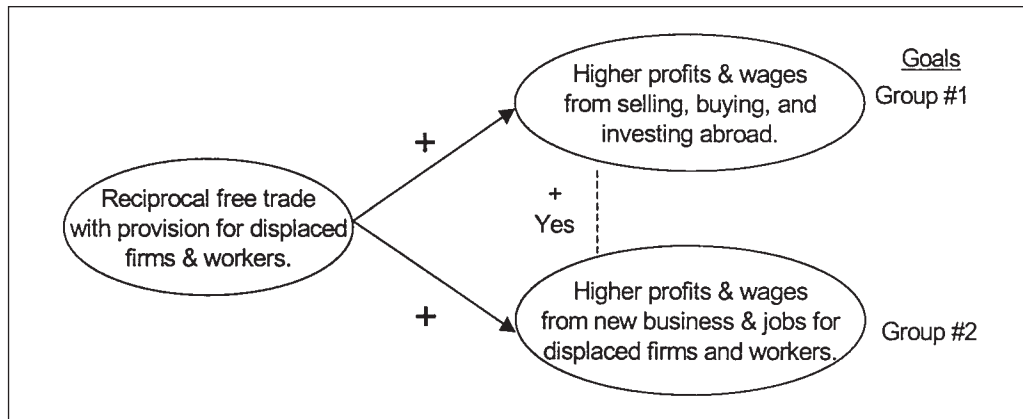 Goals
Higher profits & wages
from selling, buying, and
investing abroad.
Group #1
+
Reciprocal free trade
with provision for displaced
firms & workers.
+
Yes
+
Higher profits & wages
from new business & jobs for
displaced firms and workers.
Group #2